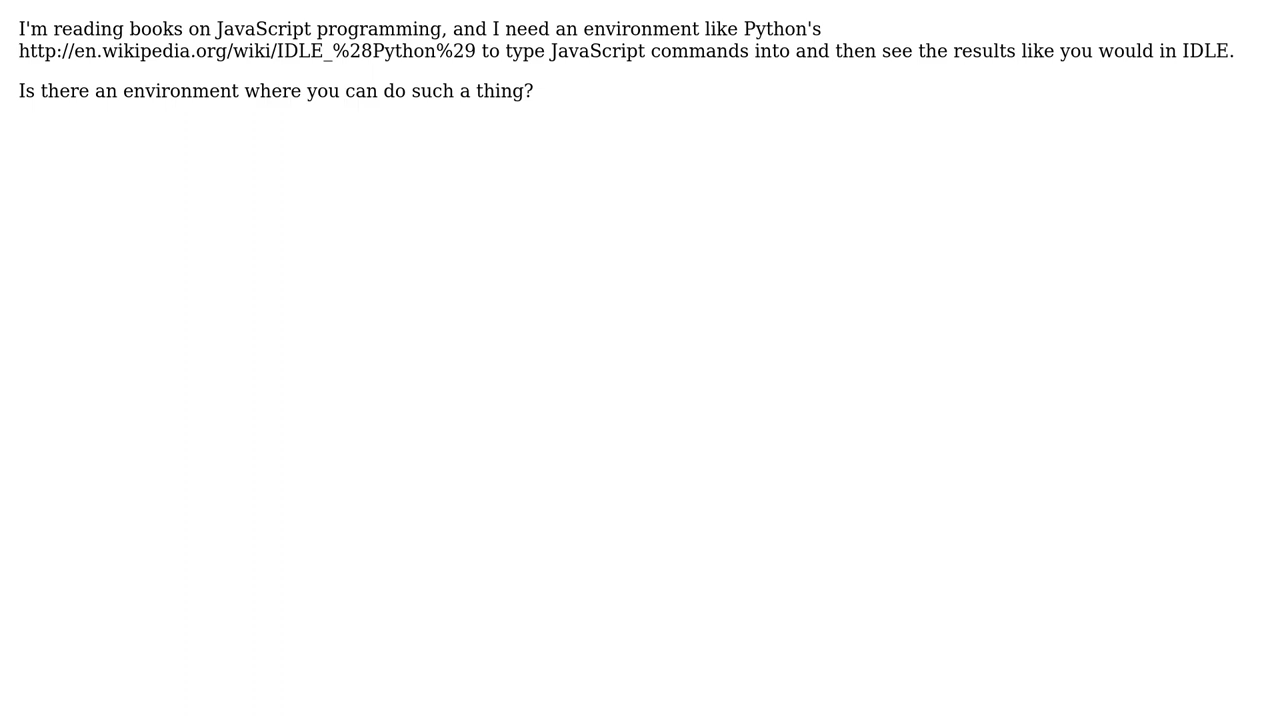 I'm reading books on JavaScript programming, and I need an environment like Python's
http://en.wikipedia.org/wiki/IDLE_%28Python%29 to type JavaScript commands into and then see the results like you would in IDLE.
Is there an environment where you can do such a thing?